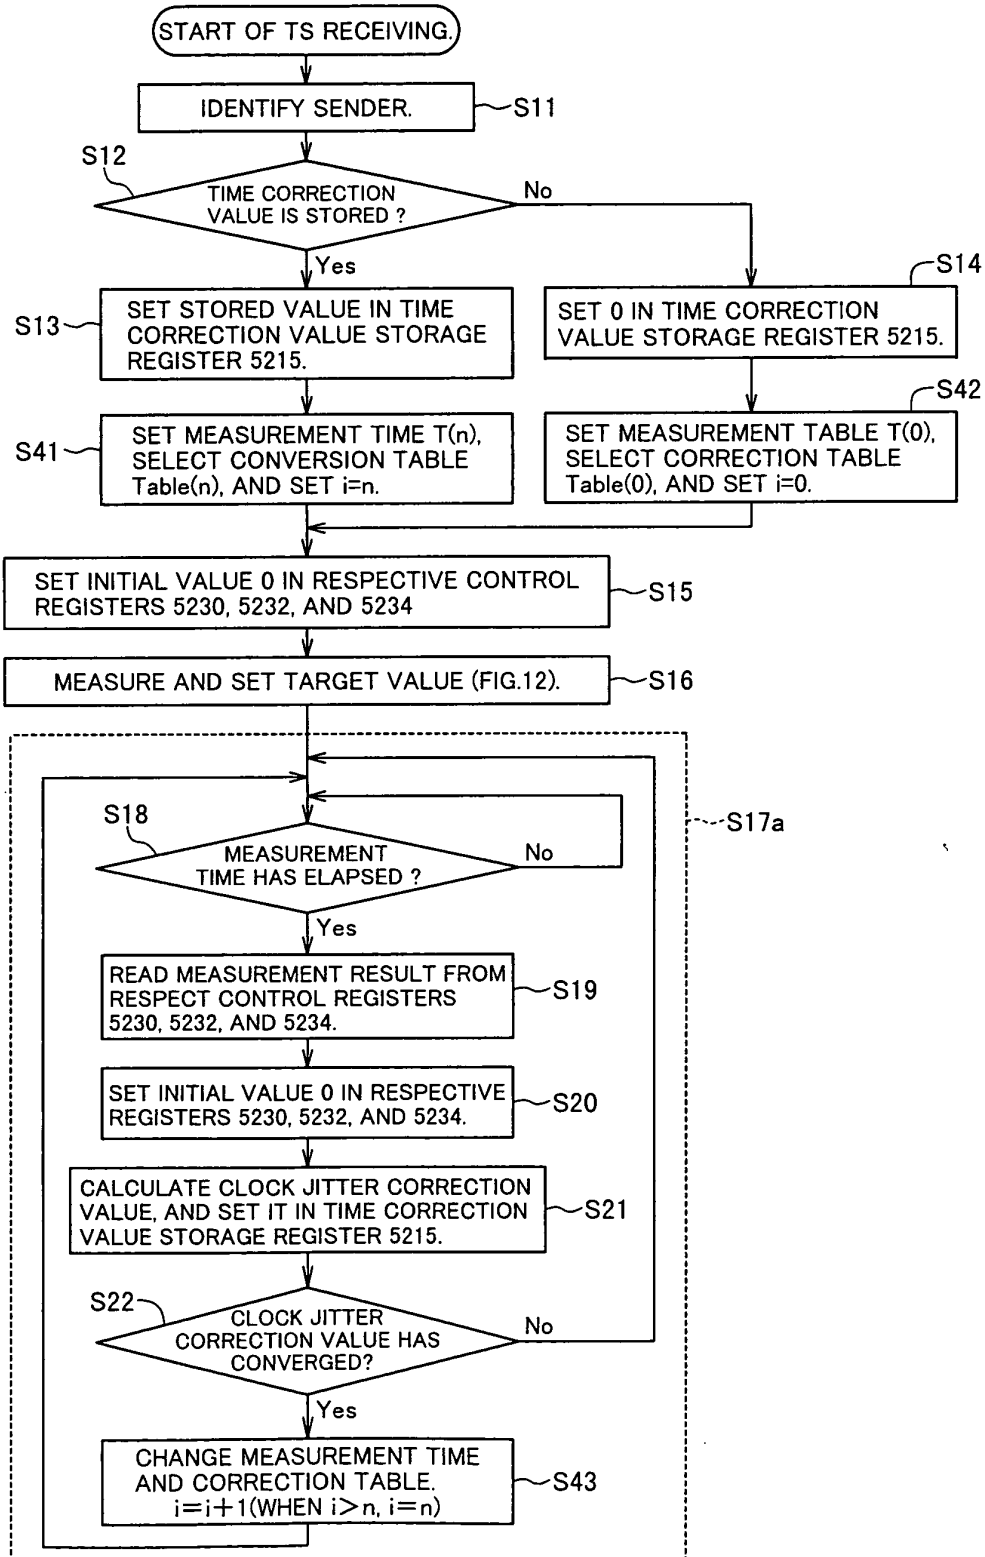 START OF TS RECEIVING.
IDENTIFY SENDER.
S11
S12
TIME CORRECTION
VALUE IS STORED ?
No
Yes
S13
SET STORED VALUE IN TIME
CORRECTION VALUE STORAGE
REGISTER 5215.
S14
SET 0 IN TIME CORRECTION
VALUE STORAGE REGISTER 5215.
S41
SET MEASUREMENT TIME T(n),
SELECT CONVERSION TABLE
Table(n), AND SET i=n.
S42
SET MEASUREMENT TABLE T(0),
SELECT CORRECTION TABLE
Table(0), AND SET i=0.
SET INITIAL VALUE 0 IN RESPECTIVE CONTROL
REGISTERS 5230, 5232, AND 5234
S15
MEASURE AND SET TARGET VALUE (FIG.12).
S16
S17a
S18
MEASUREMENT
TIME HAS ELAPSED ?
No
Yes
READ MEASUREMENT RESULT FROM
RESPECT CONTROL REGISTERS
5230, 5232, AND 5234.
S19
SET INITIAL VALUE 0 IN RESPECTIVE
REGISTERS 5230, 5232, AND 5234.
S20
CALCULATE CLOCK JITTER CORRECTION
VALUE, AND SET IT IN TIME CORRECTION
VALUE STORAGE REGISTER 5215.
S21
S22
CLOCK JITTER
CORRECTION VALUE HAS
CONVERGED?
No
Yes
CHANGE MEASUREMENT TIME
AND CORRECTION TABLE.
i=i+1(WHEN i>n, i=n)
S43